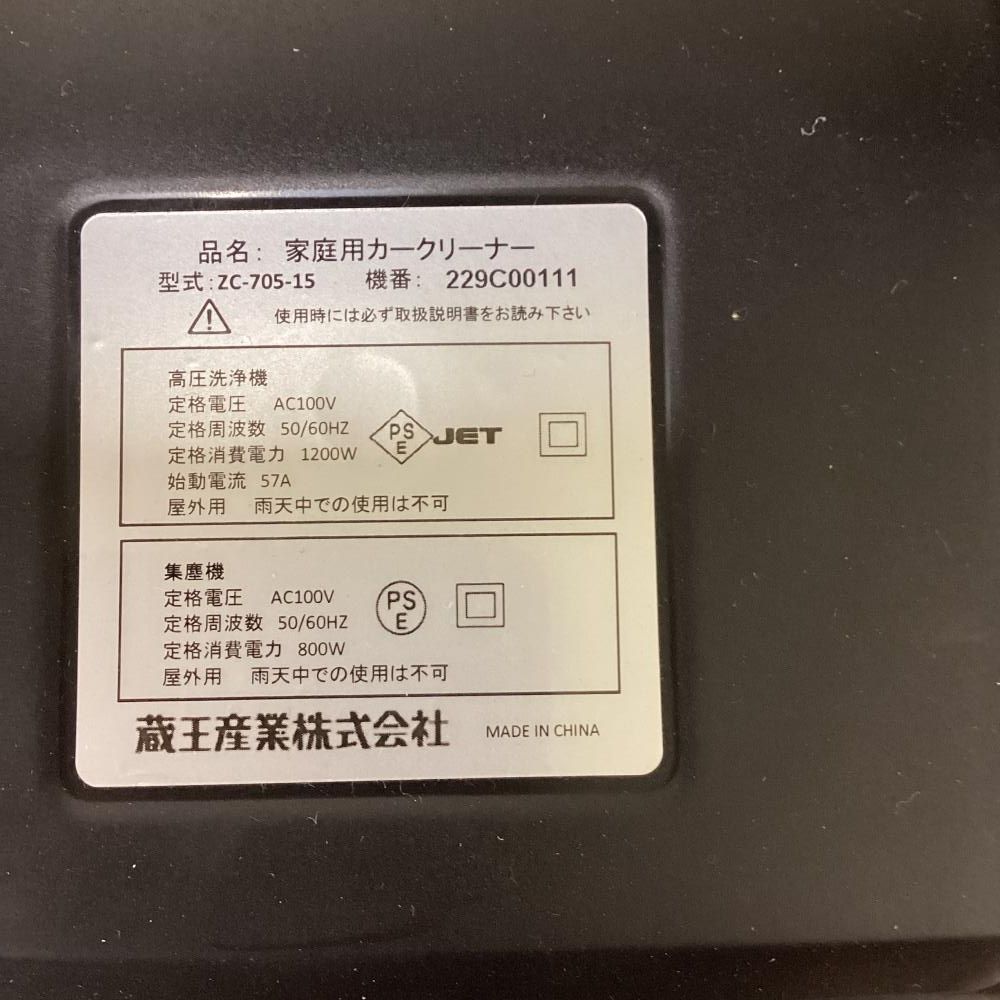 品名: 家庭用カークリーナー
型式:ZC-705-15 機番: 229C00111
使用時には必ず取扱説明書をお読み下さい
高圧洗浄機
定格電圧 AC100V
定格周波数 50/60HZ
定格消費電力 1200W
始動電流 57A
屋外用 雨天中での使用は不可
PS
E
JET
集塵機
定格電圧 AC100V
定格周波数 50/60HZ
定格消費電力 800W
屋外用 雨天中での使用は不可
PS
E
蔵王産業株式会社 MADE IN CHINA